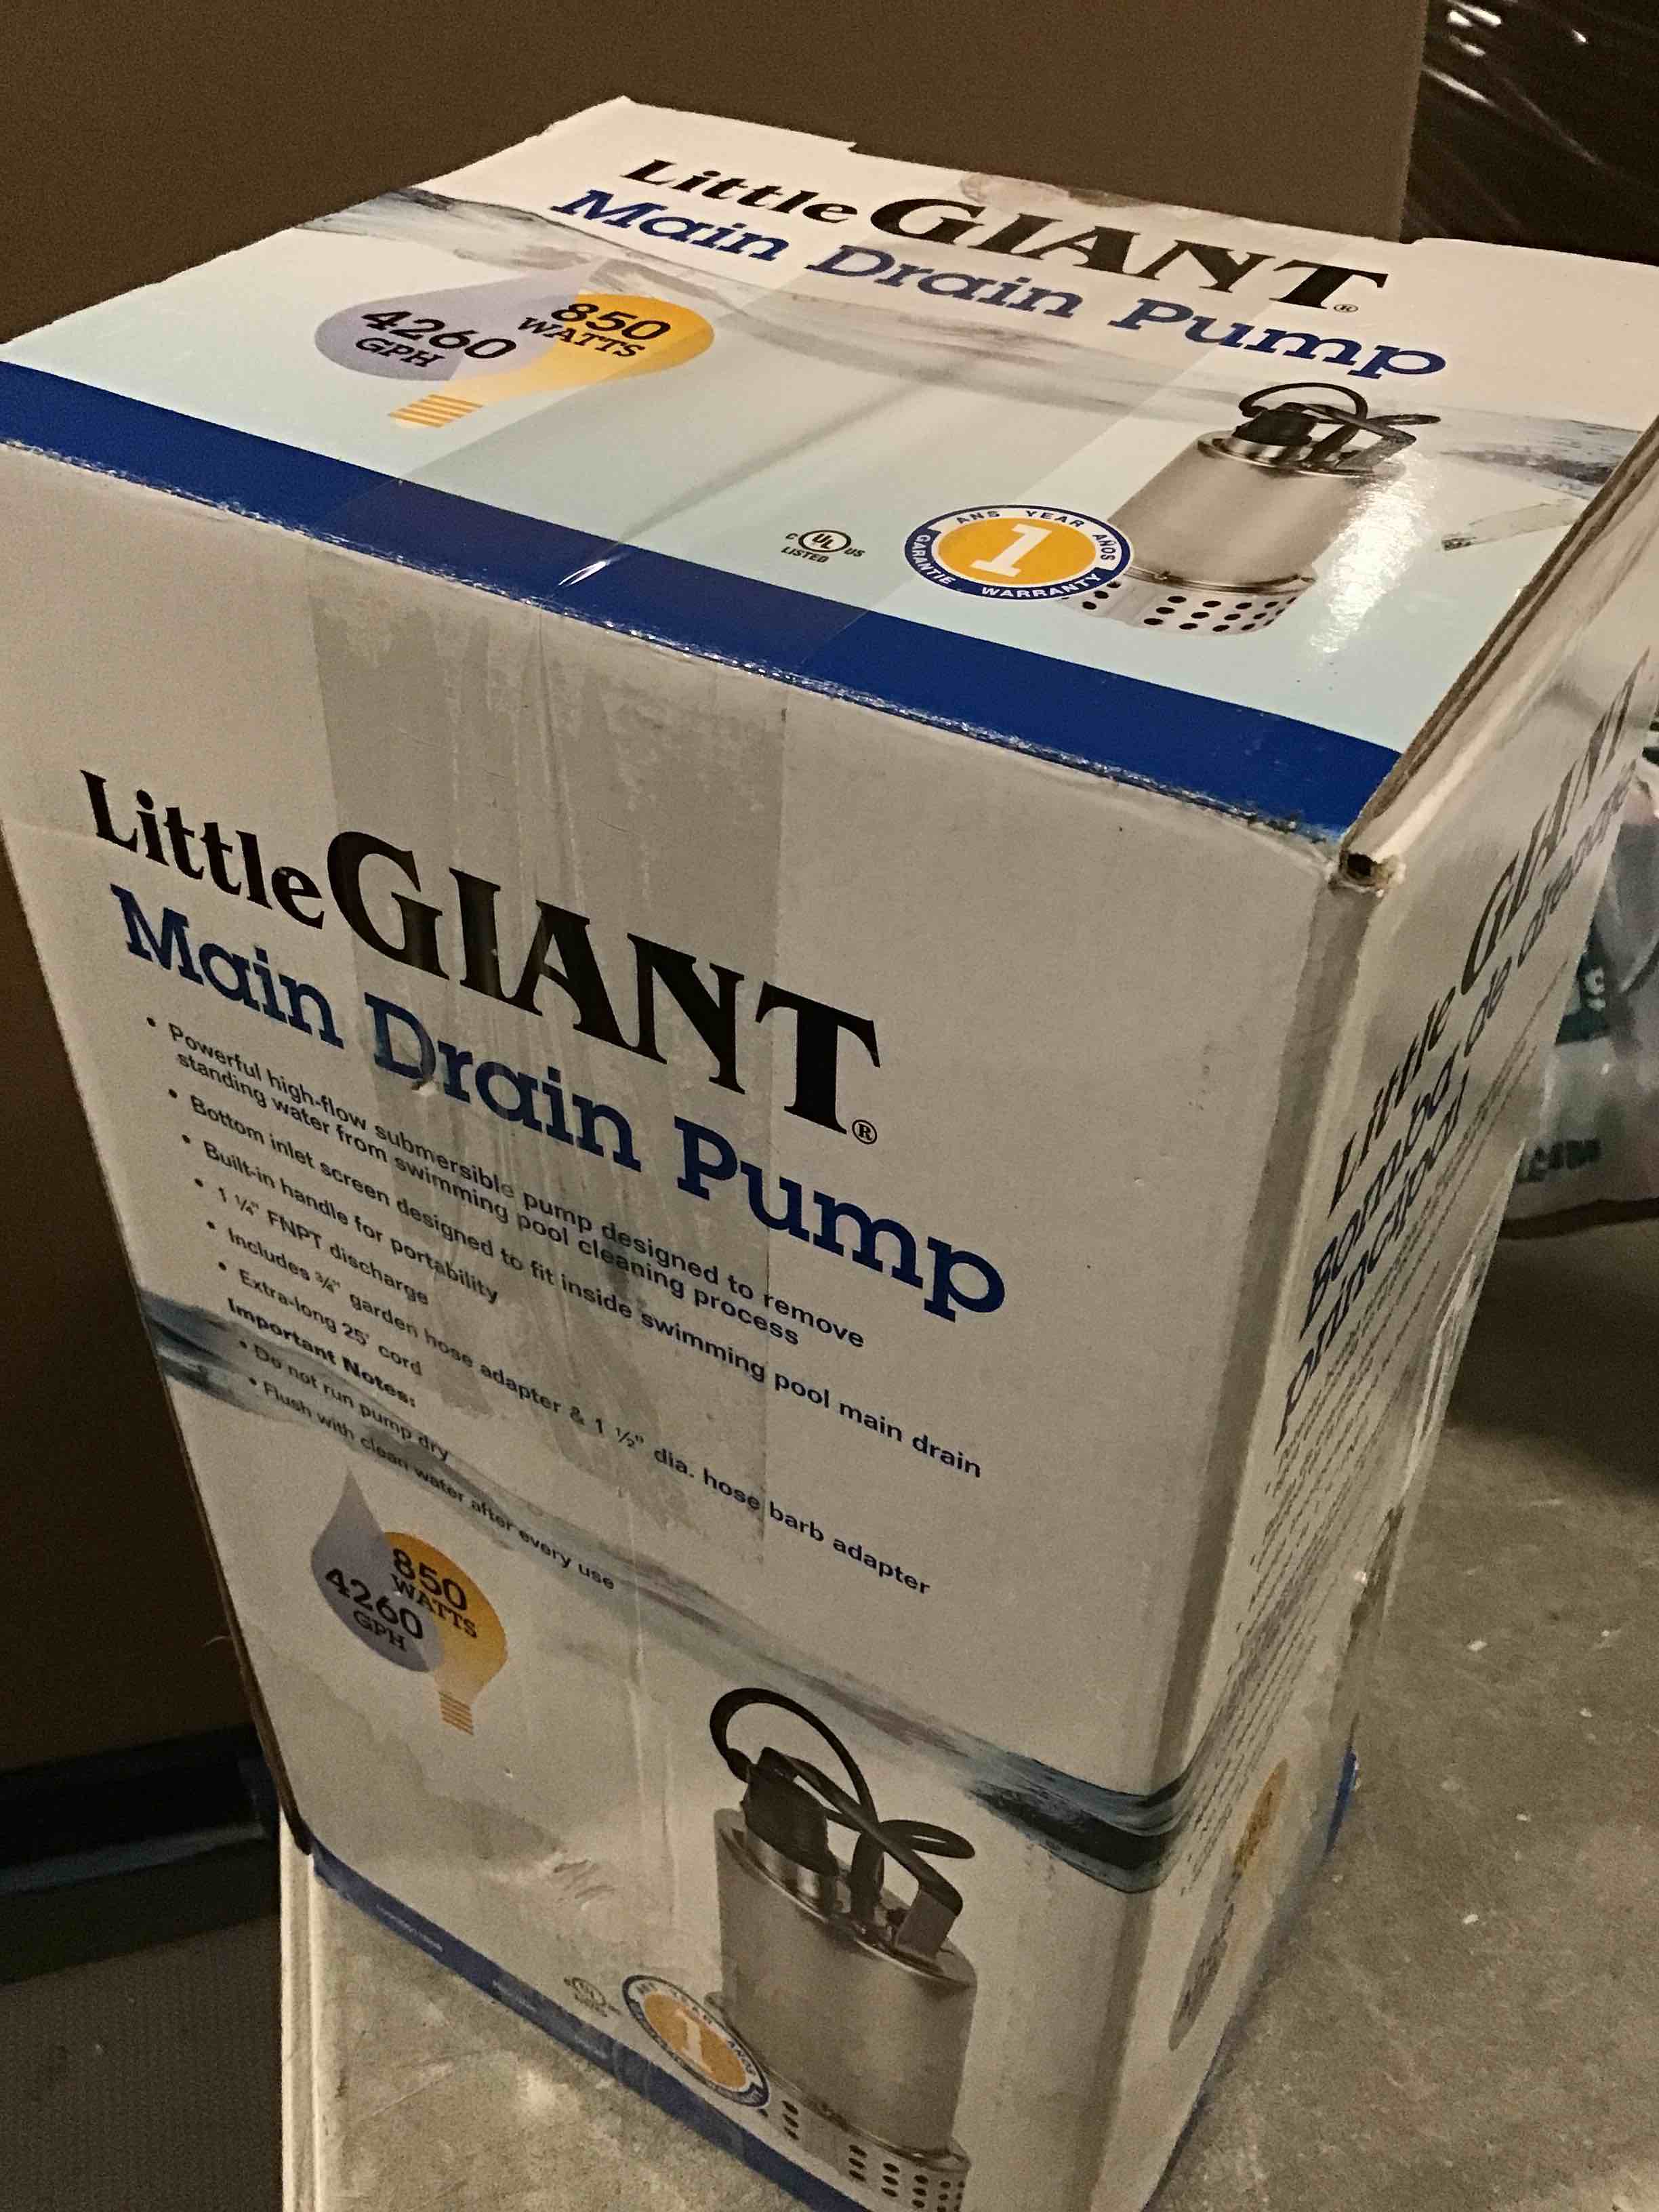 Little GIANT®
Main Drain Pump
850
WATTS
4260
GPH
C UL US
LISTED
ANS YEAR AÑOS
1
GARANTIE WARRANTY
Little GIANT®
Main Drain Pump
• Powerful high-flow submersible pump designed to remove
standing water from swimming pool cleaning process
• Bottom inlet screen designed to fit inside swimming pool main drain
• Built-in handle for portability
• 1 ¼" FNPT discharge
• Includes ¾" garden hose adapter & 1 ½" dia. hose barb adapter
• Extra-long 25' cord
Important Notes:
• Do not run pump dry
• Flush with clean water after every use
850
WATTS
4260
GPH
1
YEAR AÑOS
Little GIANT
Bomba de drenaje
principal